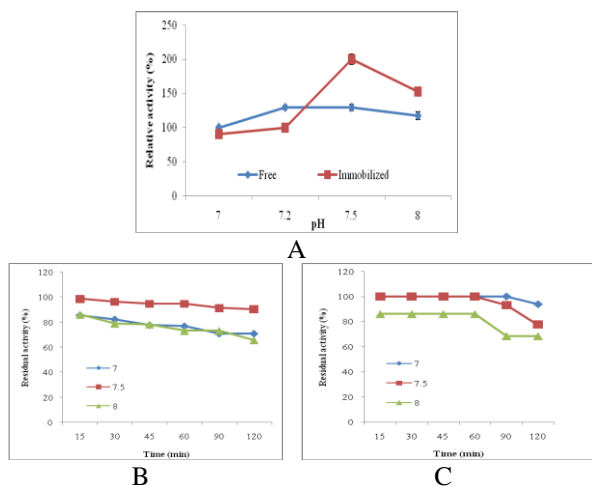 250
200
150
100
50
0
Relative activity (%)
Free
Immobilized
7 7.2 7.5 8
pH
A
120
100
80
60
40
20
0
Residual activity (%)
7
7.5
8
15 30 45 60 90 120
Time (min)
B
120
100
80
60
40
20
0
Residual activity (%)
7
7.5
8
15 30 45 60 90 120
Time (min)
C